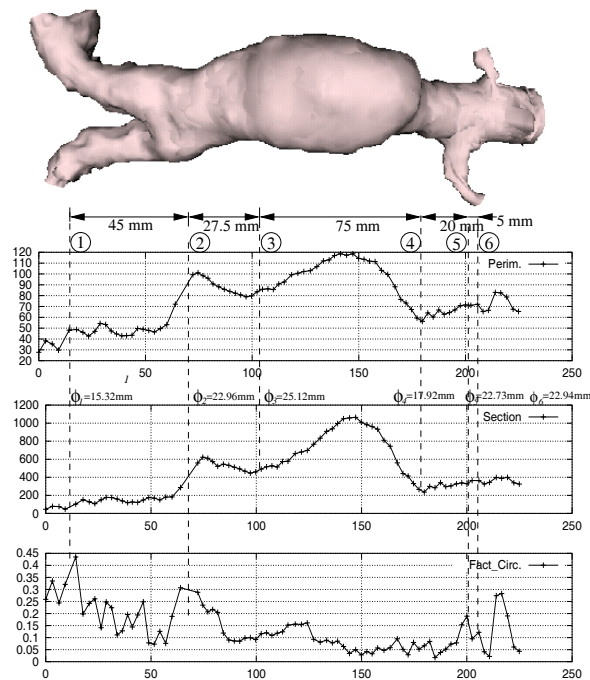 45 mm 27.5 mm 75 mm 20 mm 5 mm
1 2 3 4 5 6
120
110
100
90
80
70
60
50
40
30
20
Perim.
0 50 100 150 200 250
l
ϕ1=15.32mm ϕ2=22.96mm ϕ3=25.12mm ϕ4=17.92mm ϕ5=22.73mm ϕ6=22.94mm
1200
1000
800
600
400
200
0
Section
0 50 100 150 200 250
0.45
0.4
0.35
0.3
0.25
0.2
0.15
0.1
0.05
0
Fact_Circ.
0 50 100 150 200 250